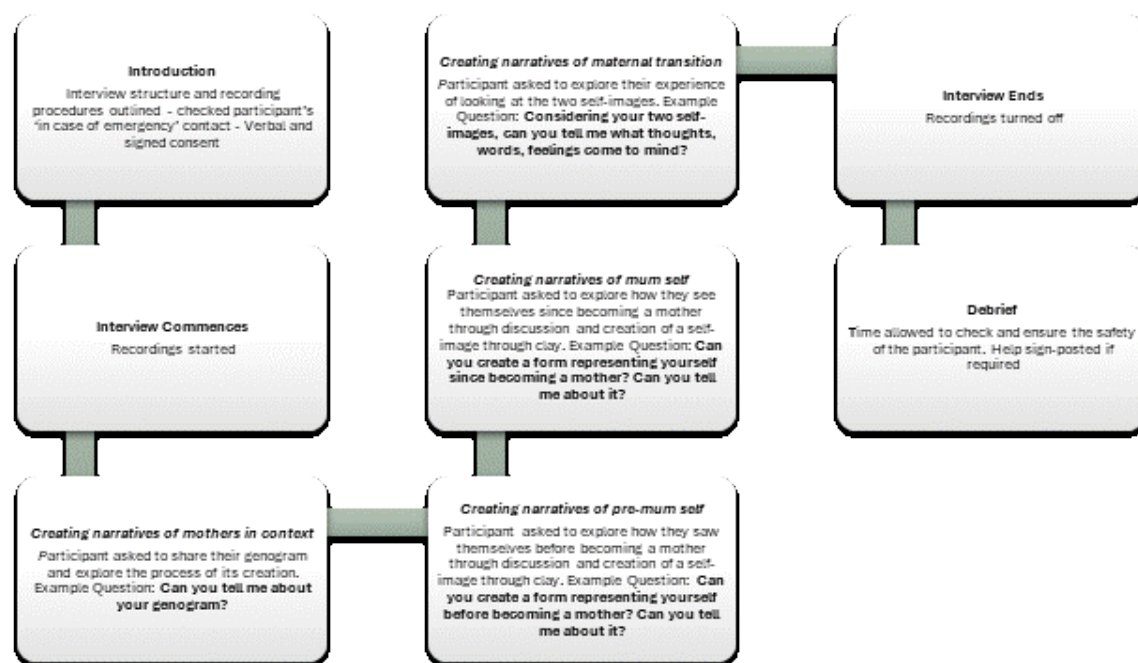 Introduction
Interview structure and recording
procedures outlined - checked participant's
'in case of emergency' contact - Verbal and
signed consent
Interview Commences
Recordings started
Creating narratives of mothers in context
Participant asked to share their genogram
and explore the process of its creation.
Example Question: Can you tell me about
your genogram?
Creating narratives of pre-mum self
Participant asked to explore how they saw
themselves before becoming a mother
through discussion and creation of a self-
image through clay. Example Question: Can
you create a form representing yourself
before becoming a mother? Can you tell
me about it?
Creating narratives of mum self
Participant asked to explore how they see
themselves since becoming a mother
through discussion and creation of a self-
image through clay. Example Question: Can
you create a form representing yourself
since becoming a mother? Can you tell
me about it?
Creating narratives of maternal transition
Participant asked to explore their experience
of looking at the two self-images. Example
Question: Considering your two self-
images, can you tell me what thoughts,
words, feelings come to mind?
Interview Ends
Recordings turned off
Debrief
Time allowed to check and ensure the safety
of the participant. Help sign-posted if
required